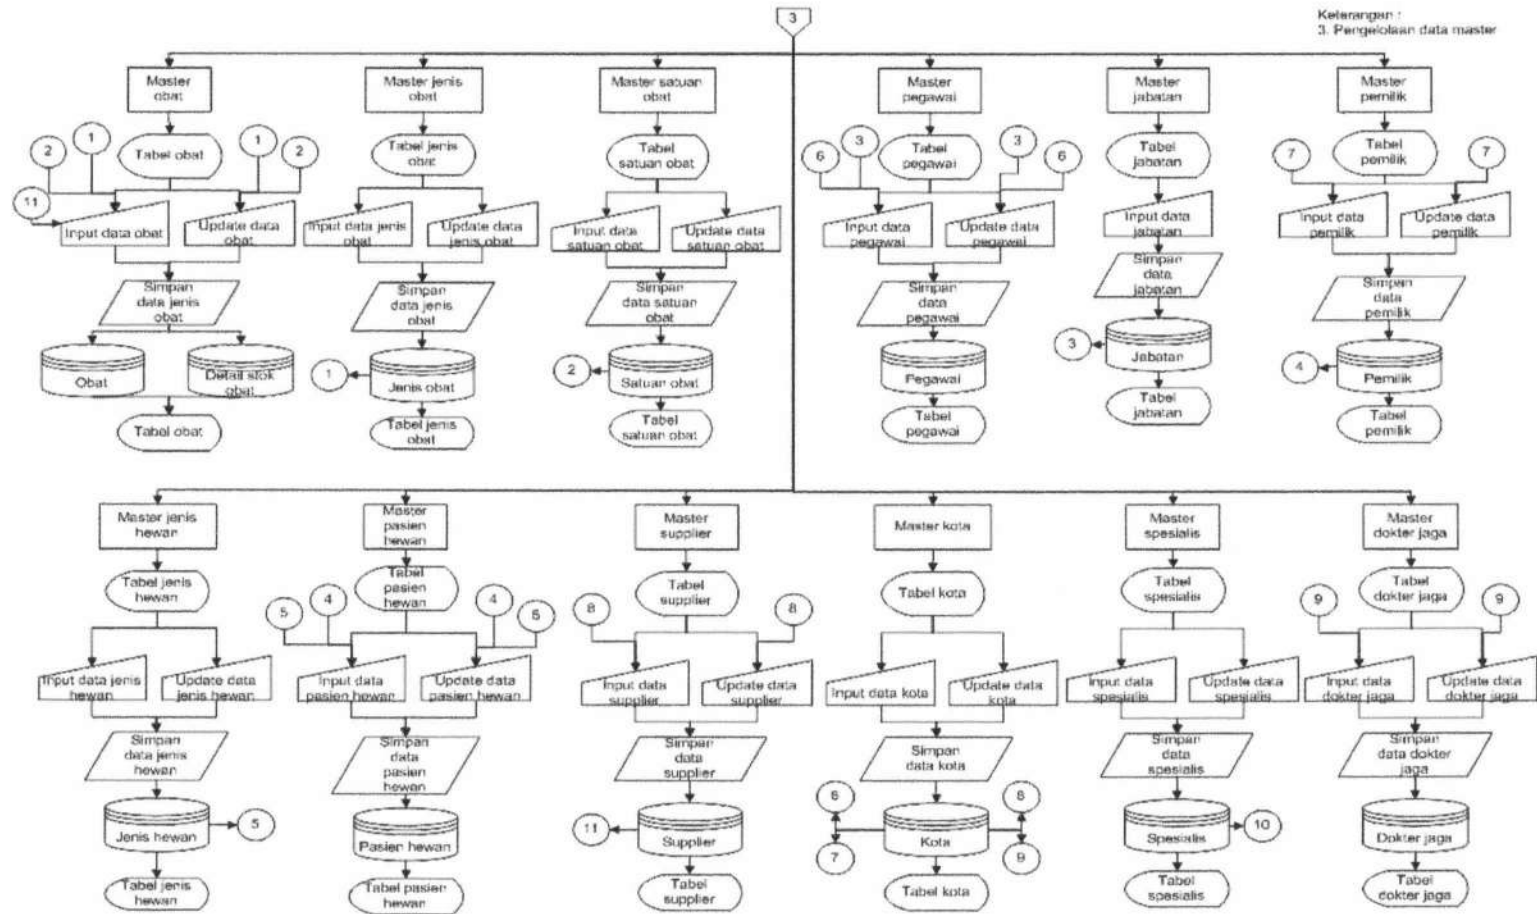 3
Keterangan :
3. Pengelolaan data master
Master
obat
Master jenis
obat
Master satuan
obat
Master
pegawai
Master
jabatan
Master
pemilik
2
1
Tabel obat
1
2
11
Input data obat
Update data
obat
Simpan
data jenis
obat
Obat
Detail stok
obat
Tabel obat
Tabel jenis
obat
Input data jenis
obat
Update data
jenis obat
Simpan
data jenis
obat
1
Jenis obat
Tabel jenis
obat
Tabel
satuan obat
Input data
satuan obat
Update data
satuan obat
Simpan
data satuan
obat
2
Satuan obat
Tabel
satuan obat
6
3
Tabel
pegawai
3
6
Input data
pegawai
Update data
pegawai
Simpan
data
pegawai
Pegawai
Tabel
pegawai
Tabel
jabatan
Input data
jabatan
Simpan
data
jabatan
3
Jabatan
Tabel
jabatan
7
Tabel
pemilik
7
Input data
pemilik
Update data
pemilik
Simpan
data
pemilik
4
Pemilik
Tabel
pemilik
Master jenis
hewan
Tabel jenis
hewan
Input data jenis
hewan
Update data
jenis hewan
Simpan
data jenis
hewan
Jenis hewan
5
Tabel jenis
hewan
Master
pasien
hewan
5
4
Tabel
pasien
hewan
4
5
Input data
pasien hewan
Update data
pasien hewan
Simpan
data
pasien
hewan
Pasien hewan
Tabel pasien
hewan
Master
supplier
8
Tabel
supplier
8
Input data
supplier
Update data
supplier
Simpan
data
supplier
11
Supplier
Tabel
supplier
Master kota
Tabel kota
Input data kota
Update data
kota
Simpan
data kota
6
8
Kota
7
9
Tabel kota
Master
spesialis
Tabel
spesialis
Input data
spesialis
Update data
spesialis
Simpan
data
spesialis
Spesialis
10
Tabel
spesialis
Master
dokter jaga
9
Tabel
dokter jaga
9
Input data
dokter jaga
Update data
dokter jaga
Simpan
data dokter
jaga
Dokter jaga
Tabel
dokter jaga